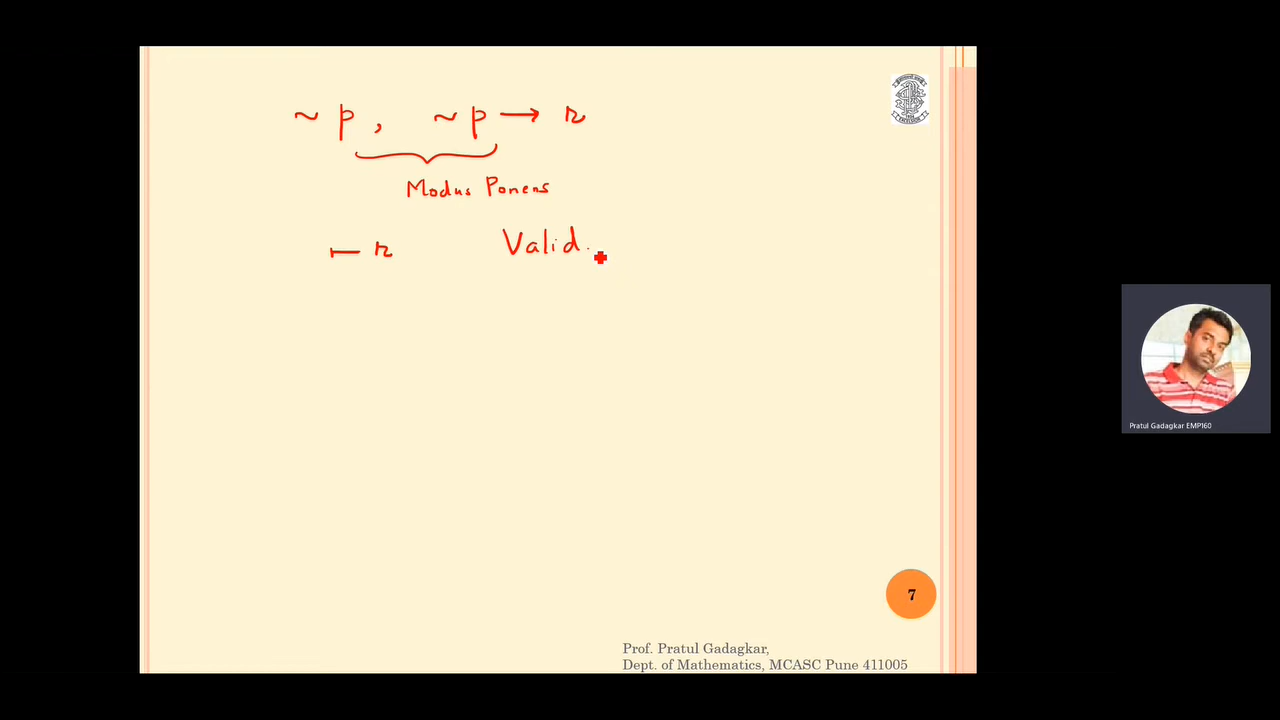 ~ p , ~ p → r
Modus Ponens
⊢ r Valid.
7
Prof. Pratul Gadagkar,
Dept. of Mathematics, MCASC Pune 411005
Pratul Gadagkar EMP160